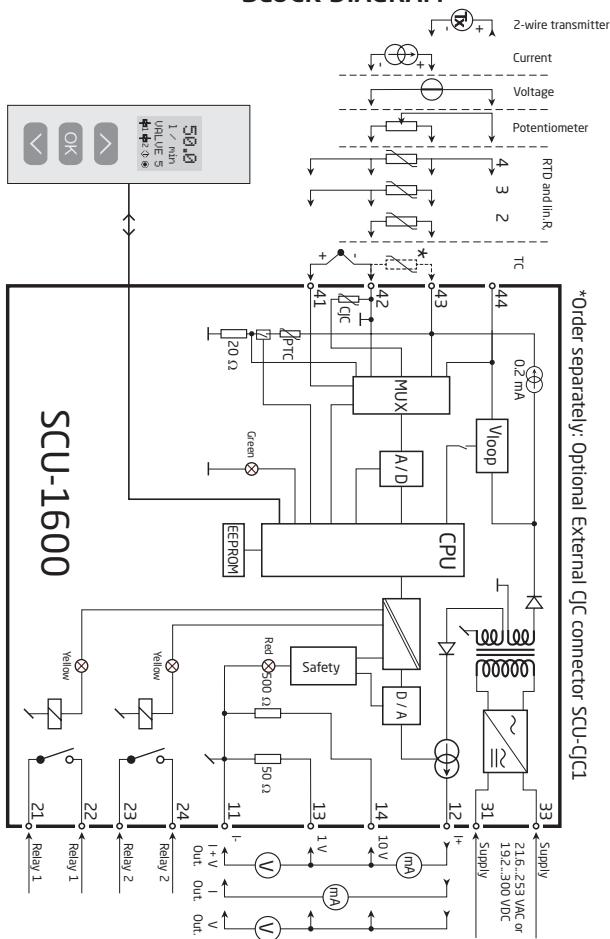 BLOCK DIAGRAM
2-wire transmitter
Tx
+
-
Current
+
-
Voltage
Potentiometer
RTD and lin.R,
4
3
2
TC
*
+
-
50.0
l / min
VALVE 5
1
2
OK
*Order separately: Optional External CJC connector SCU-CJC1
41
42
43
44
CJC
PTC
20 Ω
0.2 mA
MUX
Vloop
A/D
Green
CPU
EEPROM
SCU-1600
Yellow
Yellow
Red
Safety
D / A
500 Ω
50 Ω
21
22
23
24
11
13
14
12
31
33
Relay 1
Relay 1
Relay 2
Relay 2
I-
1 V
10 V
I+
Supply
Supply
21.6...253 VAC or
19.2...300 VDC
I + V
Out.
V
mA
I
Out.
mA
V
Out.
V